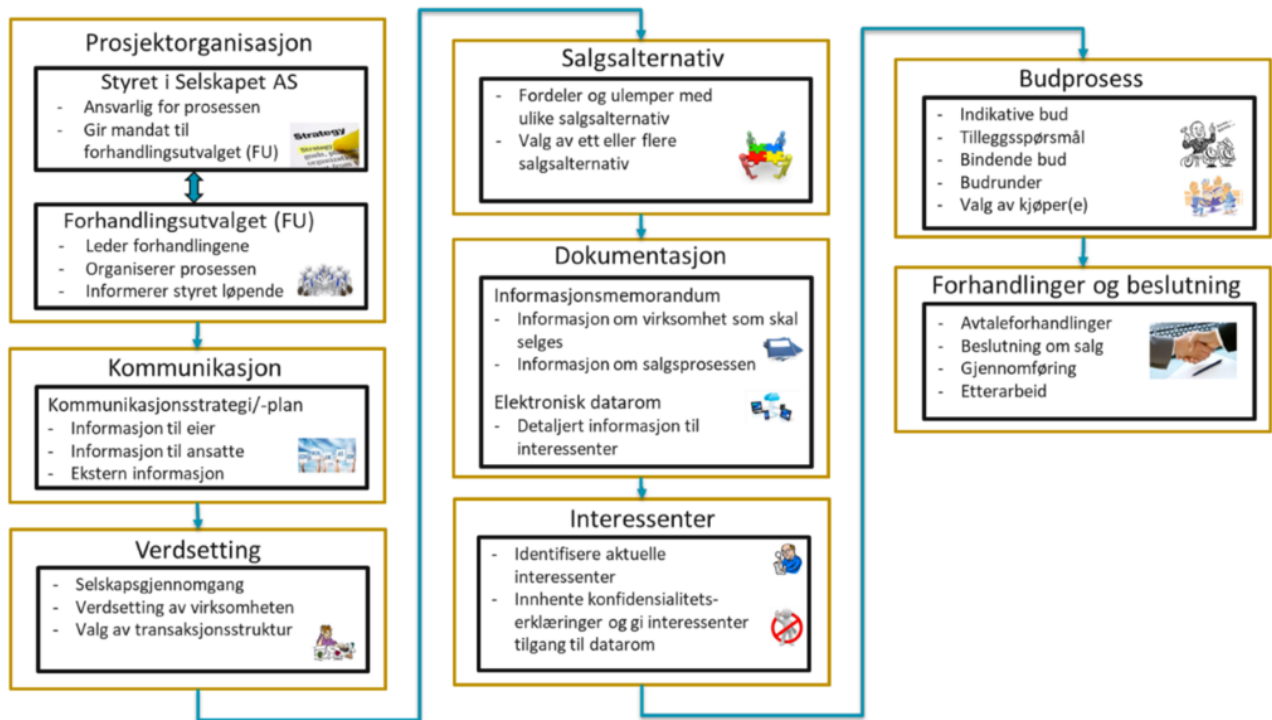 Prosjektorganisasjon
Styret i Selskapet AS
- Ansvarlig for prosessen
- Gir mandat til
forhandlingsutvalget (FU)
Strategy
Strategy
Forhandlingsutvalget (FU)
- Leder forhandlingene
- Organiserer prosessen
- Informerer styret løpende
Kommunikasjon
Kommunikasjonsstrategi/-plan
- Informasjon til eier
- Informasjon til ansatte
- Ekstern informasjon
Verdsetting
- Selskapsgjennomgang
- Verdsetting av virksomheten
- Valg av transaksjonsstruktur
Salgsalternativ
- Fordeler og ulemper med
ulike salgsalternativ
- Valg av ett eller flere
salgsalternativ
Dokumentasjon
Informasjonsmemorandum
- Informasjon om virksomhet som skal
selges
- Informasjon om salgsprosessen
Elektronisk datarom
- Detaljert informasjon til
interessenter
Interessenter
- Identifisere aktuelle
interessenter
- Innhente konfidensialitets-
erklæringer og gi interessenter
tilgang til datarom
Budprosess
- Indikative bud
- Tilleggsspørsmål
- Bindende bud
- Budrunder
- Valg av kjøper(e)
Forhandlinger og beslutning
- Avtaleforhandlinger
- Beslutning om salg
- Gjennomføring
- Etterarbeid